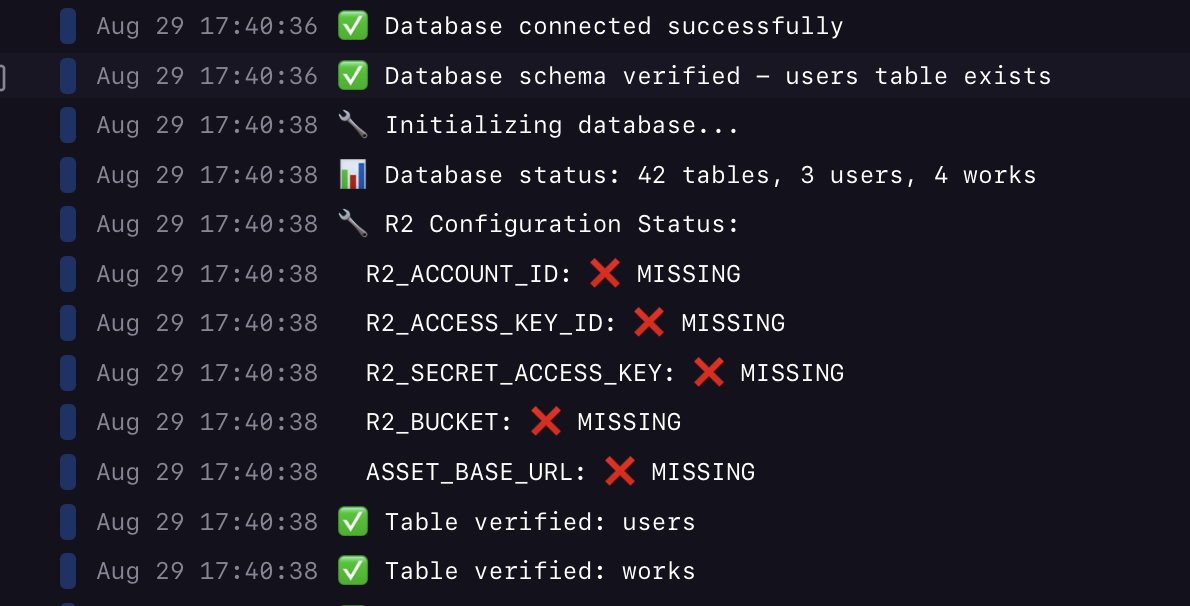 Aug 29 17:40:36 ✅ Database connected successfully
Aug 29 17:40:36 ✅ Database schema verified – users table exists
Aug 29 17:40:38 🔧 Initializing database...
Aug 29 17:40:38 📊 Database status: 42 tables, 3 users, 4 works
Aug 29 17:40:38 🔧 R2 Configuration Status:
Aug 29 17:40:38 R2_ACCOUNT_ID: ❌ MISSING
Aug 29 17:40:38 R2_ACCESS_KEY_ID: ❌ MISSING
Aug 29 17:40:38 R2_SECRET_ACCESS_KEY: ❌ MISSING
Aug 29 17:40:38 R2_BUCKET: ❌ MISSING
Aug 29 17:40:38 ASSET_BASE_URL: ❌ MISSING
Aug 29 17:40:38 ✅ Table verified: users
Aug 29 17:40:38 ✅ Table verified: works